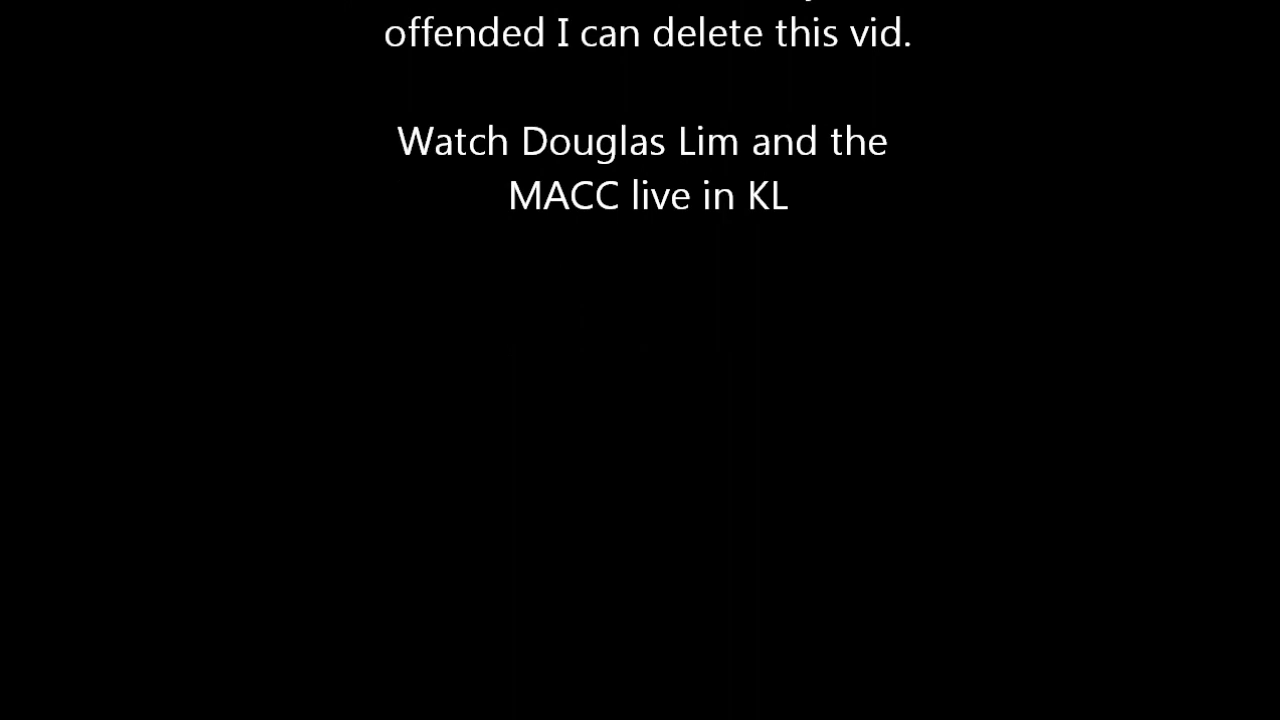 offended I can delete this vid.
Watch Douglas Lim and the
MACC live in KL